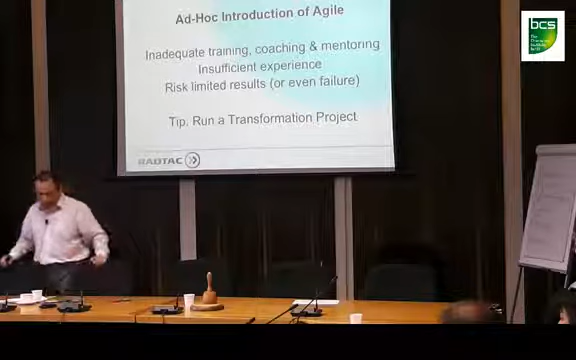 Ad-Hoc Introduction of Agile
Inadequate training, coaching & mentoring
Insufficient experience
Risk limited results (or even failure)
Tip. Run a Transformation Project
RADTAC
bcs